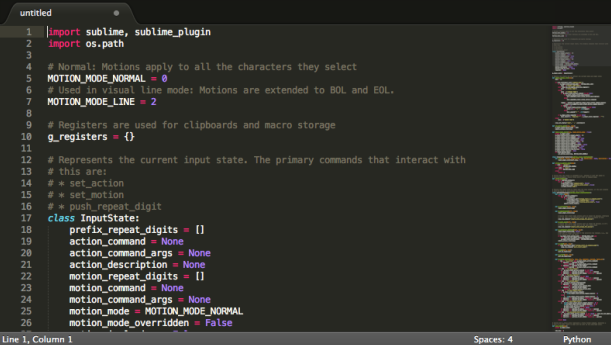 untitled
1 import sublime, sublime_plugin
2 import os.path
3
4 # Normal: Motions apply to all the characters they select
5 MOTION_MODE_NORMAL = 0
6 # Used in visual line mode: Motions are extended to BOL and EOL.
7 MOTION_MODE_LINE = 2
8
9 # Registers are used for clipboards and macro storage
10 g_registers = {}
11
12 # Represents the current input state. The primary commands that interact with
13 # this are:
14 # * set_action
15 # * set_motion
16 # * push_repeat_digit
17 class InputState:
18 prefix_repeat_digits = []
19 action_command = None
20 action_command_args = None
21 action_description = None
22 motion_repeat_digits = []
23 motion_command = None
24 motion_command_args = None
25 motion_mode = MOTION_MODE_NORMAL
26 motion_mode_overridden = False
Line 1, Column 1 Spaces: 4 Python